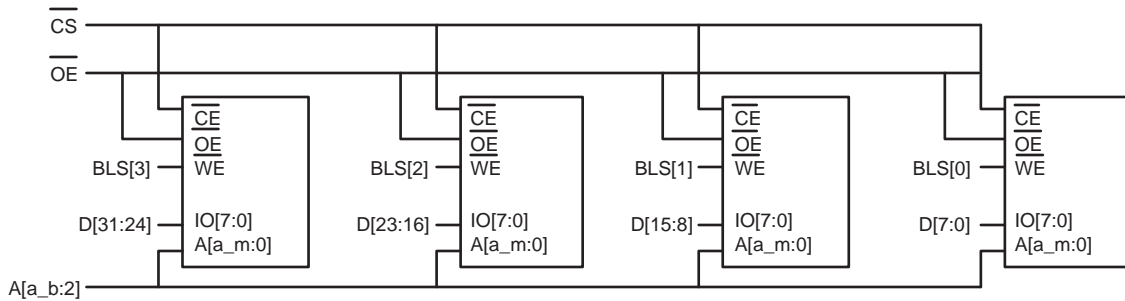 CS
OE
CE
OE
WE
BLS[3]
D[31:24]
IO[7:0]
A[a_m:0]
CE
OE
WE
BLS[2]
D[23:16]
IO[7:0]
A[a_m:0]
CE
OE
WE
BLS[1]
D[15:8]
IO[7:0]
A[a_m:0]
CE
OE
WE
BLS[0]
D[7:0]
IO[7:0]
A[a_m:0]
A[a_b:2]